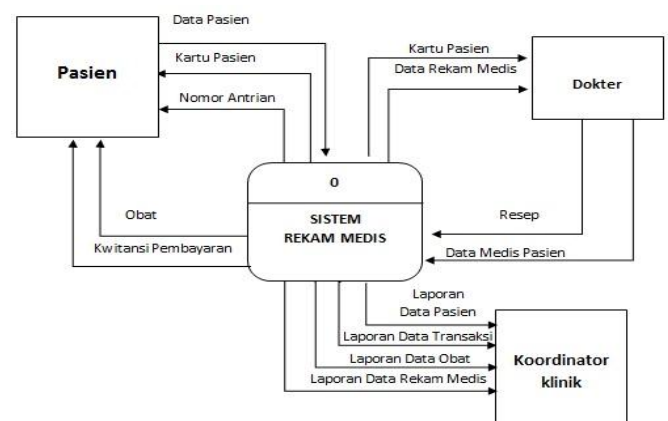 Data Pasien
Kartu Pasien
Nomor Antrian
Pasien
Kartu Pasien
Data Rekam Medis
Dokter
0
SISTEM
REKAM MEDIS
Obat
Kwitansi Pembayaran
Resep
Data Medis Pasien
Laporan
Data Pasien
Laporan Data Transaksi
Laporan Data Obat
Laporan Data Rekam Medis
Koordinator
klinik